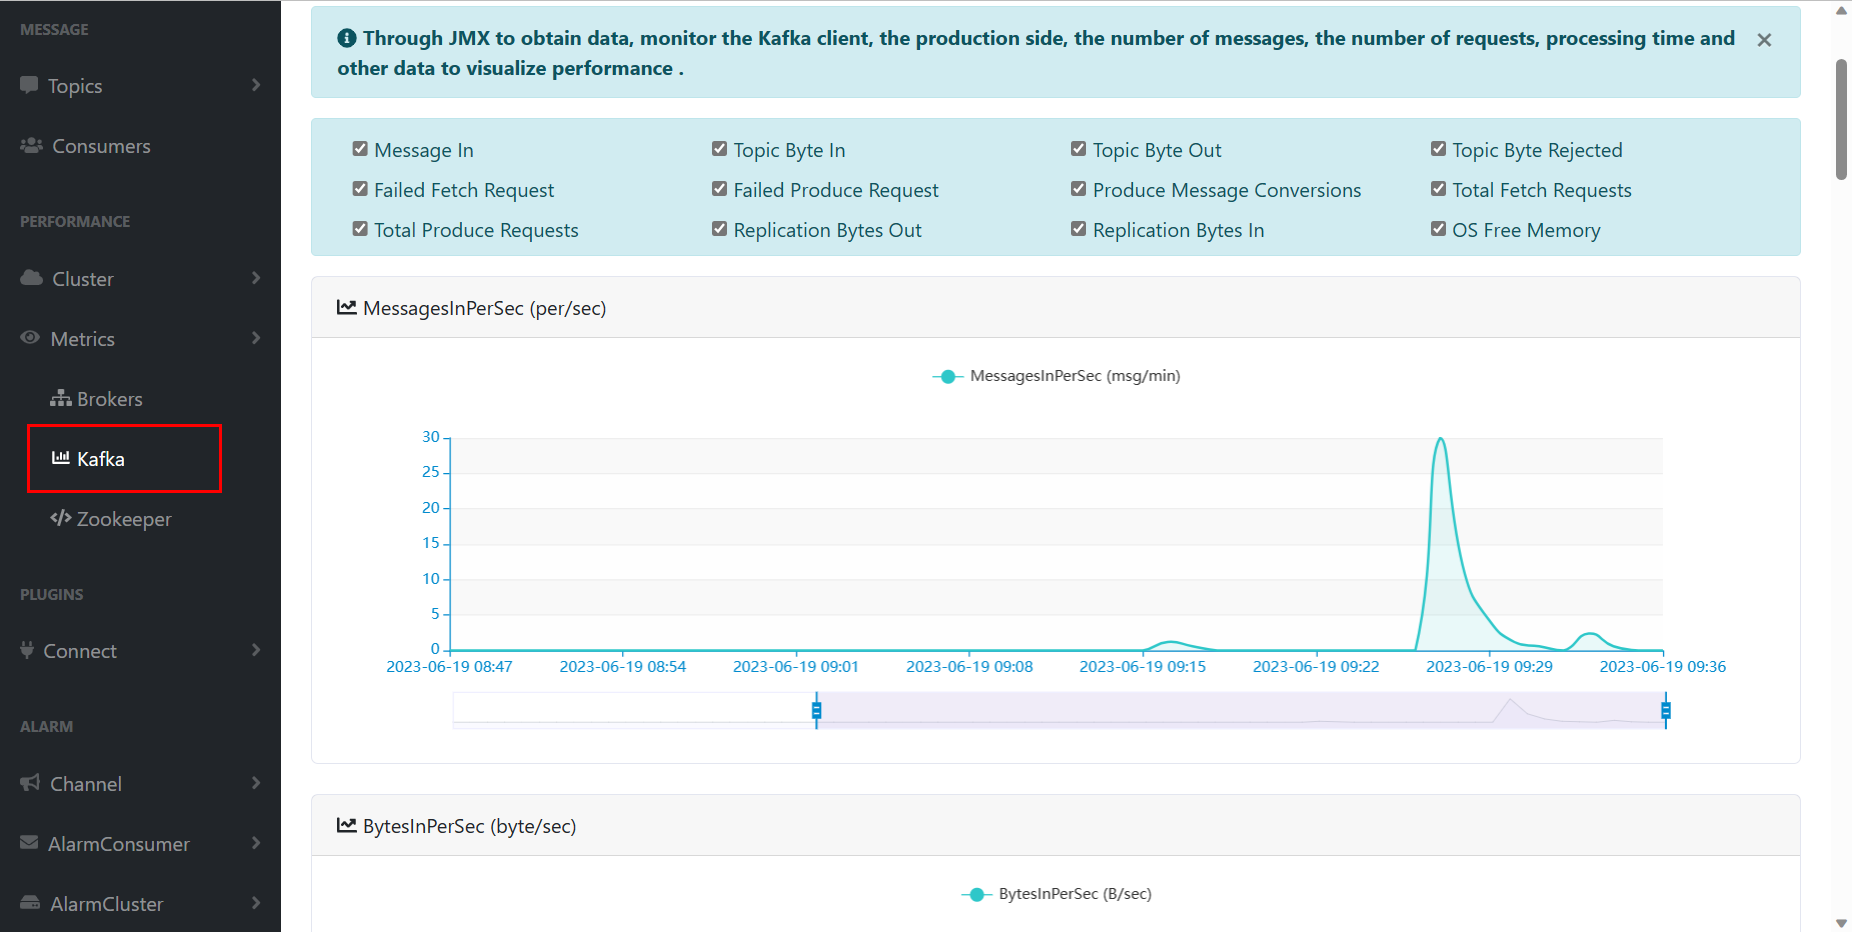 MESSAGE
Topics
Consumers
PERFORMANCE
Cluster
Metrics
Brokers
Kafka
Zookeeper
PLUGINS
Connect
ALARM
Channel
AlarmConsumer
AlarmCluster
Through JMX to obtain data, monitor the Kafka client, the production side, the number of messages, the number of requests, processing time and
other data to visualize performance .
Message In
Topic Byte In
Topic Byte Out
Topic Byte Rejected
Failed Fetch Request
Failed Produce Request
Produce Message Conversions
Total Fetch Requests
Total Produce Requests
Replication Bytes Out
Replication Bytes In
OS Free Memory
MessagesInPerSec (per/sec)
MessagesInPerSec (msg/min)
30
25
20
15
10
5
0
2023-06-19 08:47
2023-06-19 08:54
2023-06-19 09:01
2023-06-19 09:08
2023-06-19 09:15
2023-06-19 09:22
2023-06-19 09:29
2023-06-19 09:36
BytesInPerSec (byte/sec)
BytesInPerSec (B/sec)